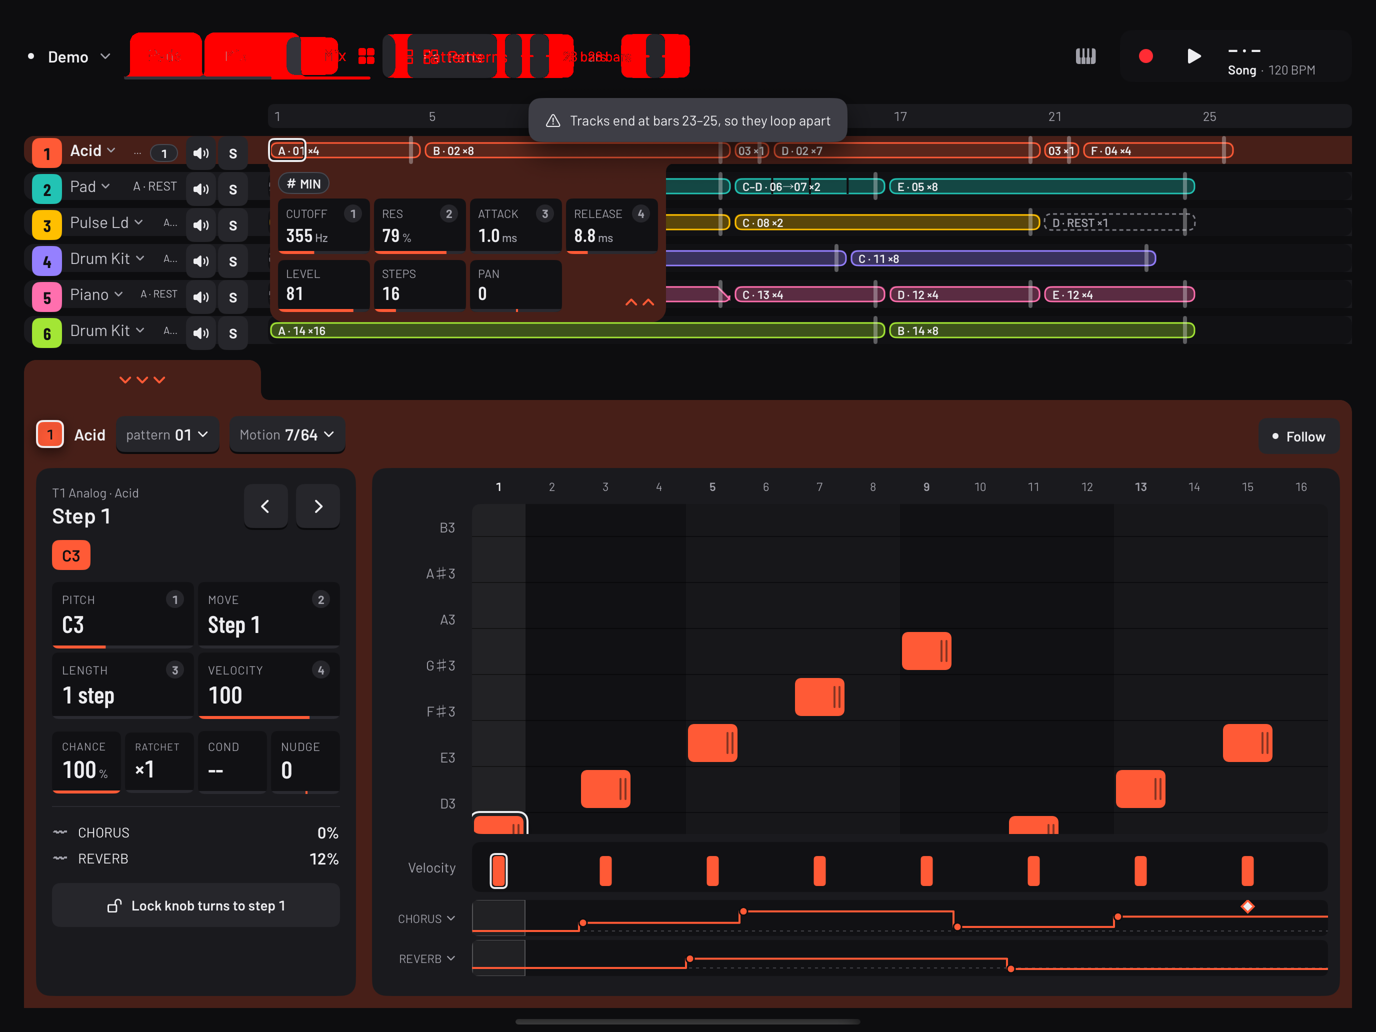 Demo
Song · 120 BPM
1 5 17 21 25
Tracks end at bars 23–25, so they loop apart
1 Acid ... 1 S A · 01 ×4 B · 02 ×8 03 ×1 D · 02 ×7 03 ×1 F · 04 ×4
2 Pad A · REST S C–D · 06→07 ×2 E · 05 ×8
3 Pulse Ld A... S C · 08 ×2 D · REST ×1
4 Drum Kit A... S C · 11 ×8
5 Piano A · REST S C · 13 ×4 D · 12 ×4 E · 12 ×4
6 Drum Kit A... S A · 14 ×16 B · 14 ×8
# MIN
CUTOFF 1 RES 2 ATTACK 3 RELEASE 4
355 Hz 79 % 1.0 ms 8.8 ms
LEVEL STEPS PAN
81 16 0
1 Acid pattern 01 Motion 7/64 Follow
T1 Analog · Acid
Step 1
C3
PITCH 1 MOVE 2
C3 Step 1
LENGTH 3 VELOCITY 4
1 step 100
CHANCE RATCHET COND NUDGE
100 % ×1 -- 0
CHORUS 0%
REVERB 12%
Lock knob turns to step 1
1 2 3 4 5 6 7 8 9 10 11 12 13 14 15 16
B3
A♯3
A3
G♯3
F♯3
E3
D3
Velocity
CHORUS
REVERB